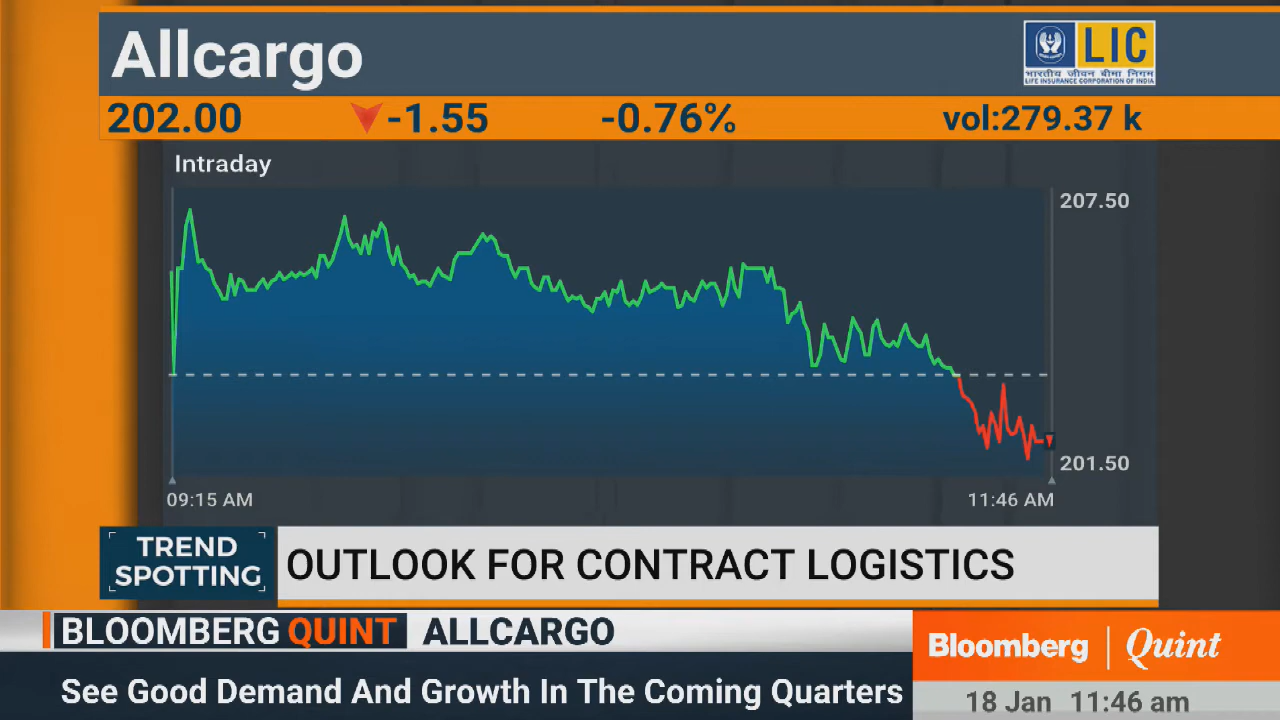 Allcargo
LIC
भारतीय जीवन बीमा निगम
LIFE INSURANCE CORPORATION OF INDIA
202.00 -1.55 -0.76% vol:279.37 k
Intraday
207.50
201.50
09:15 AM 11:46 AM
TREND
SPOTTING
OUTLOOK FOR CONTRACT LOGISTICS
BLOOMBERG QUINT ALLCARGO
See Good Demand And Growth In The Coming Quarters
Bloomberg | Quint
18 Jan 11:46 am